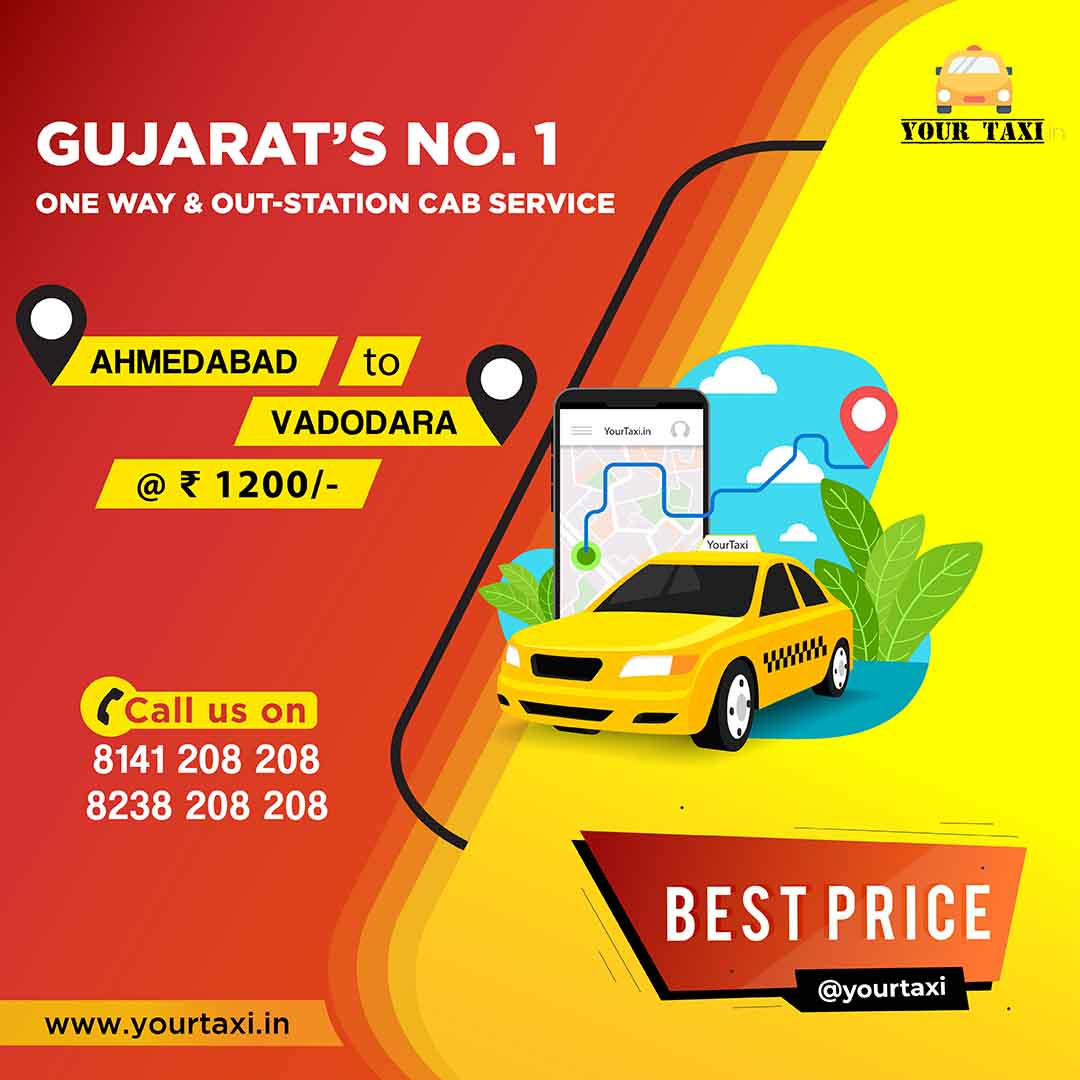 YOUR TAXI.in
GUJARAT'S NO. 1
ONE WAY & OUT-STATION CAB SERVICE
AHMEDABAD to
VADODARA
@ ₹ 1200/-
YourTaxi.in
YourTaxi
Call us on
8141 208 208
8238 208 208
BEST PRICE
@yourtaxi
www.yourtaxi.in